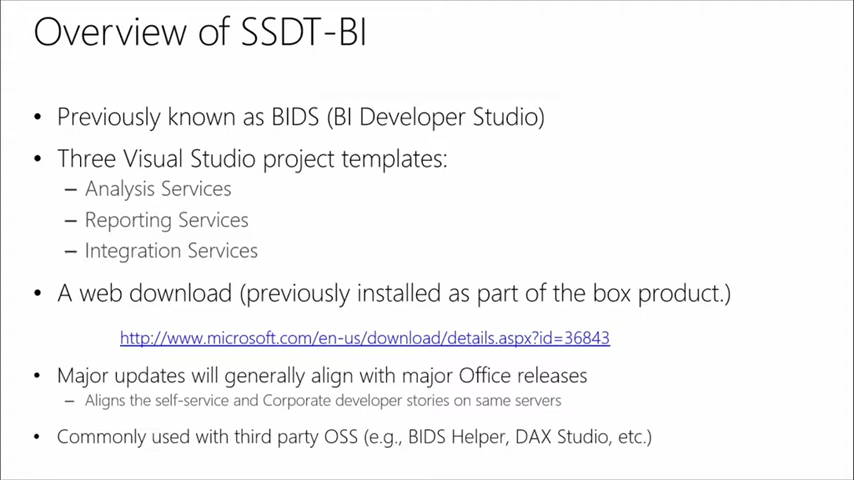 Overview of SSDT-BI
• Previously known as BIDS (BI Developer Studio)
• Three Visual Studio project templates:
– Analysis Services
– Reporting Services
– Integration Services
• A web download (previously installed as part of the box product.)
http://www.microsoft.com/en-us/download/details.aspx?id=36843
• Major updates will generally align with major Office releases
– Aligns the self-service and Corporate developer stories on same servers
• Commonly used with third party OSS (e.g., BIDS Helper, DAX Studio, etc.)